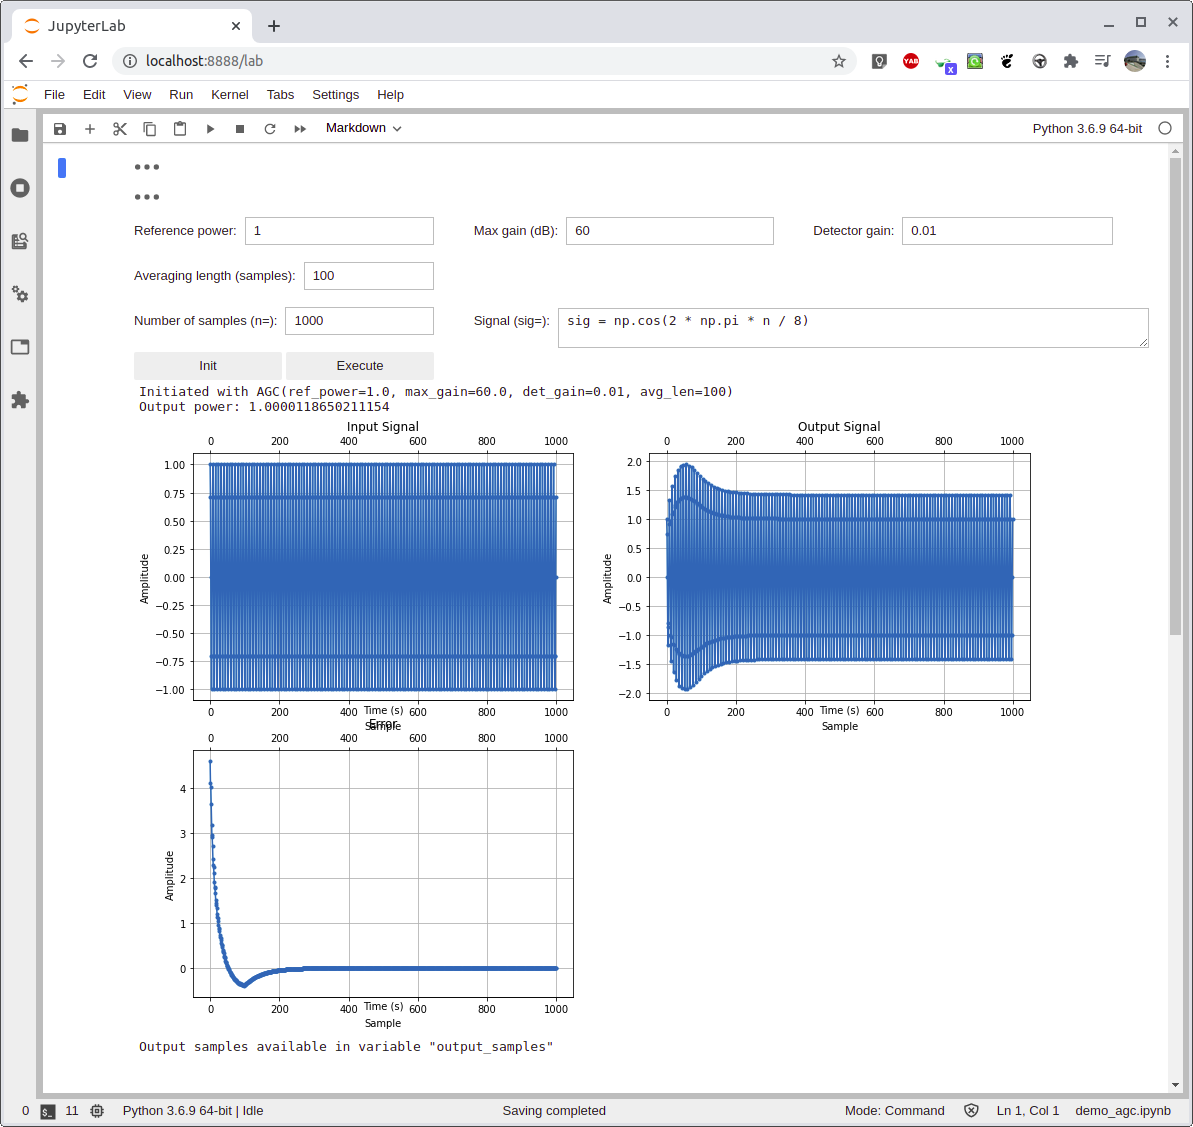 JupyterLab
localhost:8888/lab
YAB
x
File Edit View Run Kernel Tabs Settings Help
Markdown
Python 3.6.9 64-bit
Reference power: 1 Max gain (dB): 60 Detector gain: 0.01
Averaging length (samples): 100
Number of samples (n=): 1000 Signal (sig=): sig = np.cos(2 * np.pi * n / 8)
Init Execute
Initiated with AGC(ref_power=1.0, max_gain=60.0, det_gain=0.01, avg_len=100)
Output power: 1.0000118650211154
Input Signal
0 200 400 600 800 1000
1.00
0.75
0.50
0.25
0.00
−0.25
−0.50
−0.75
−1.00
Amplitude
0 200 400 600 800 1000
Time (s)
Sample
Output Signal
0 200 400 600 800 1000
2.0
1.5
1.0
0.5
0.0
−0.5
−1.0
−1.5
−2.0
Amplitude
0 200 400 600 800 1000
Time (s)
Sample
Error
0 200 400 600 800 1000
4
3
2
1
0
Amplitude
0 200 400 600 800 1000
Time (s)
Sample
Output samples available in variable "output_samples"
0 $_ 11 Python 3.6.9 64-bit | Idle Saving completed Mode: Command Ln 1, Col 1 demo_agc.ipynb